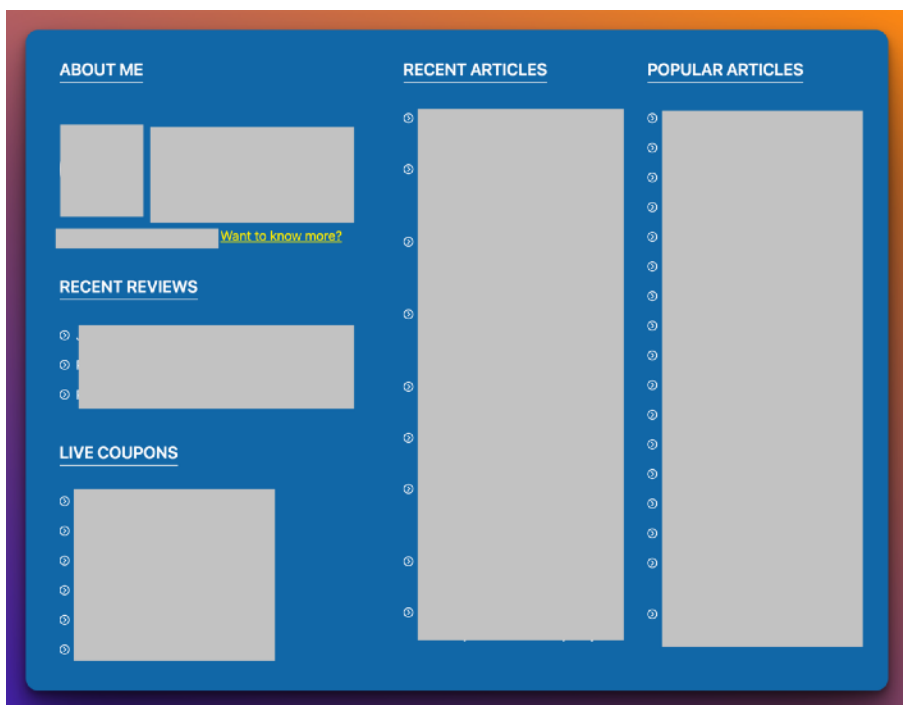 ABOUT ME
Want to know more?
RECENT REVIEWS
LIVE COUPONS
RECENT ARTICLES
POPULAR ARTICLES